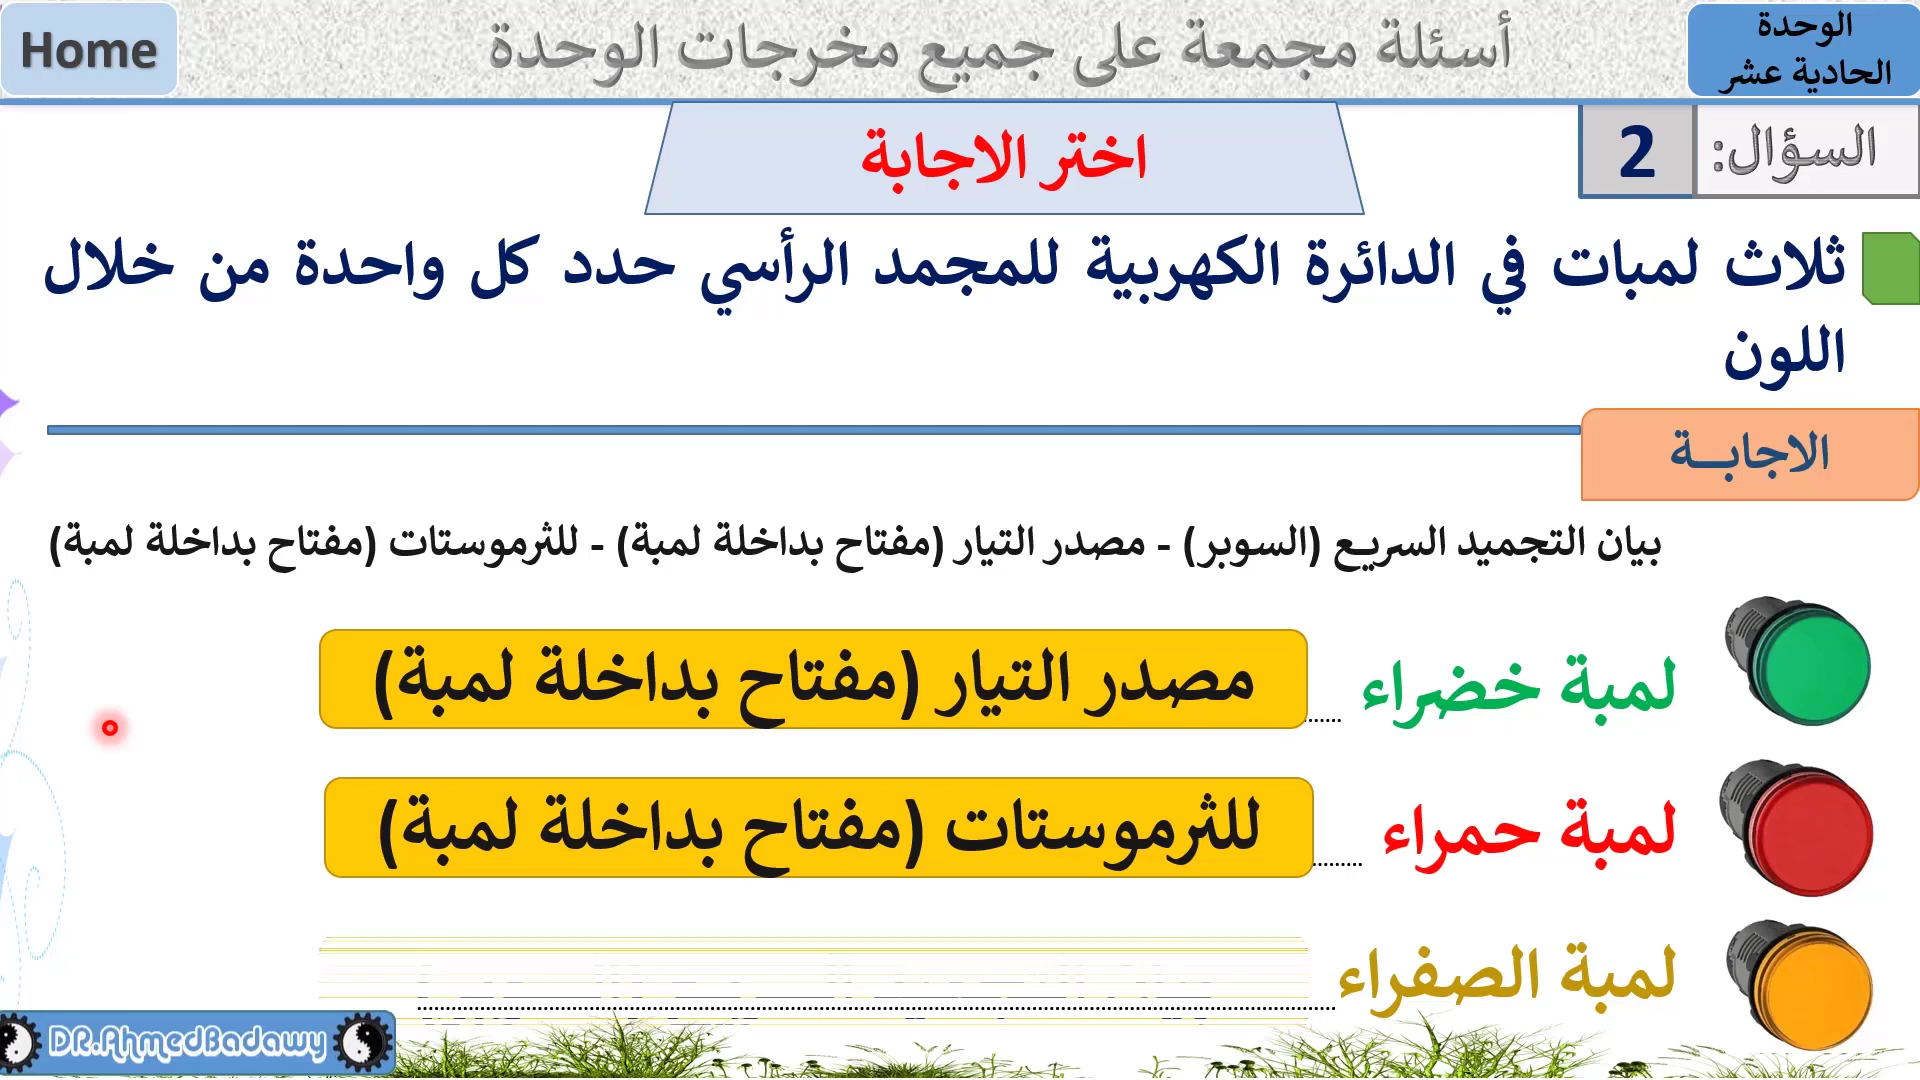 Home
أسئلة مجمعة على جميع مخرجات الوحدة
الوحدة
الحادية عشر
السؤال: 2
اختر الاجابة
ثلاث لمبات في الدائرة الكهربية للمجمد الرأسي حدد كل واحدة من خلال
اللون
الاجابـــة
بيان التجميد السريع (السوبر) - مصدر التيار (مفتاح بداخلة لمبة) - للثرموستات (مفتاح بداخلة لمبة)
لمبة خضراء ....... مصدر التيار (مفتاح بداخلة لمبة)
لمبة حمراء ......... للثرموستات (مفتاح بداخلة لمبة)
لمبة الصفراء
DR.AhmedBadawy